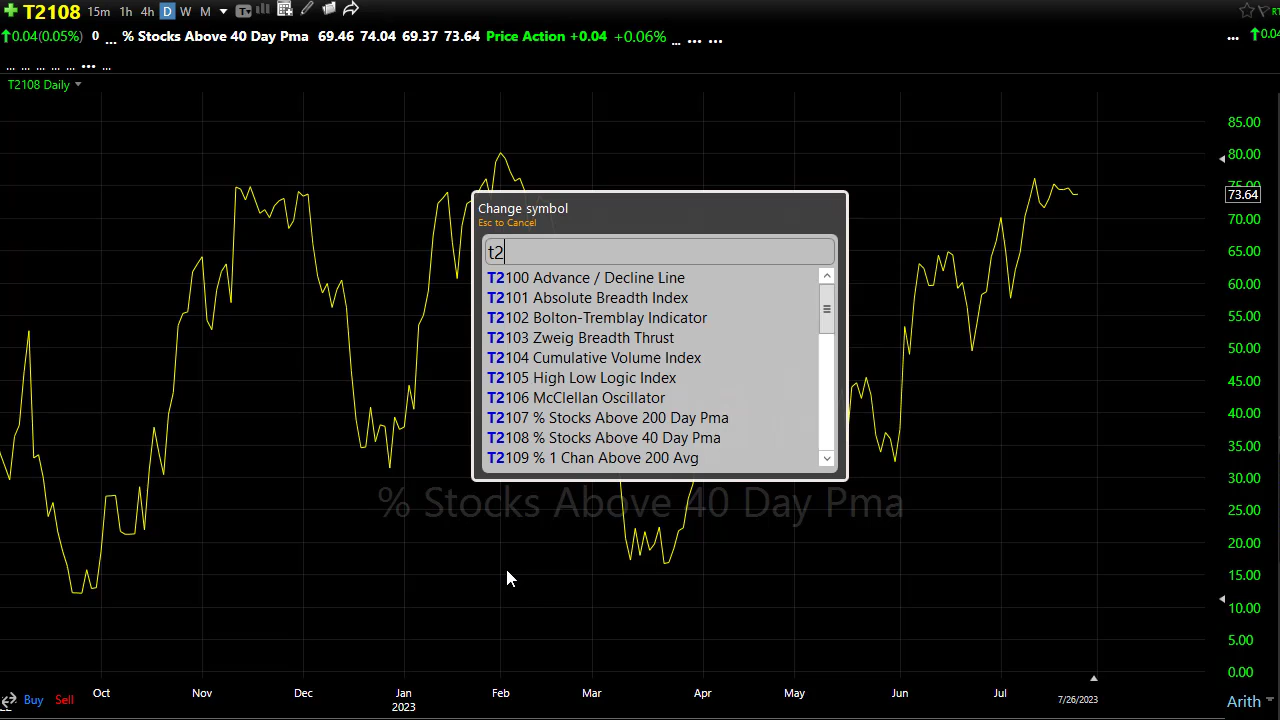 T2108 15m 1h 4h D W M
0.04(0.05%) 0 ... % Stocks Above 40 Day Pma 69.46 74.04 69.37 73.64 Price Action +0.04 +0.06% ... ... ... ... 0.04
... ... ... ... ... ... ...
T2108 Daily
Change symbol
Esc to Cancel
t2
T2100 Advance / Decline Line
T2101 Absolute Breadth Index
T2102 Bolton-Tremblay Indicator
T2103 Zweig Breadth Thrust
T2104 Cumulative Volume Index
T2105 High Low Logic Index
T2106 McClellan Oscillator
T2107 % Stocks Above 200 Day Pma
T2108 % Stocks Above 40 Day Pma
T2109 % 1 Chan Above 200 Avg
% Stocks Above 40 Day Pma
85.00
80.00
75.00
73.64
70.00
65.00
60.00
55.00
50.00
45.00
40.00
35.00
30.00
25.00
20.00
15.00
10.00
5.00
0.00
Buy Sell
Oct Nov Dec Jan Feb Mar Apr May Jun Jul
2023
7/26/2023
Arith